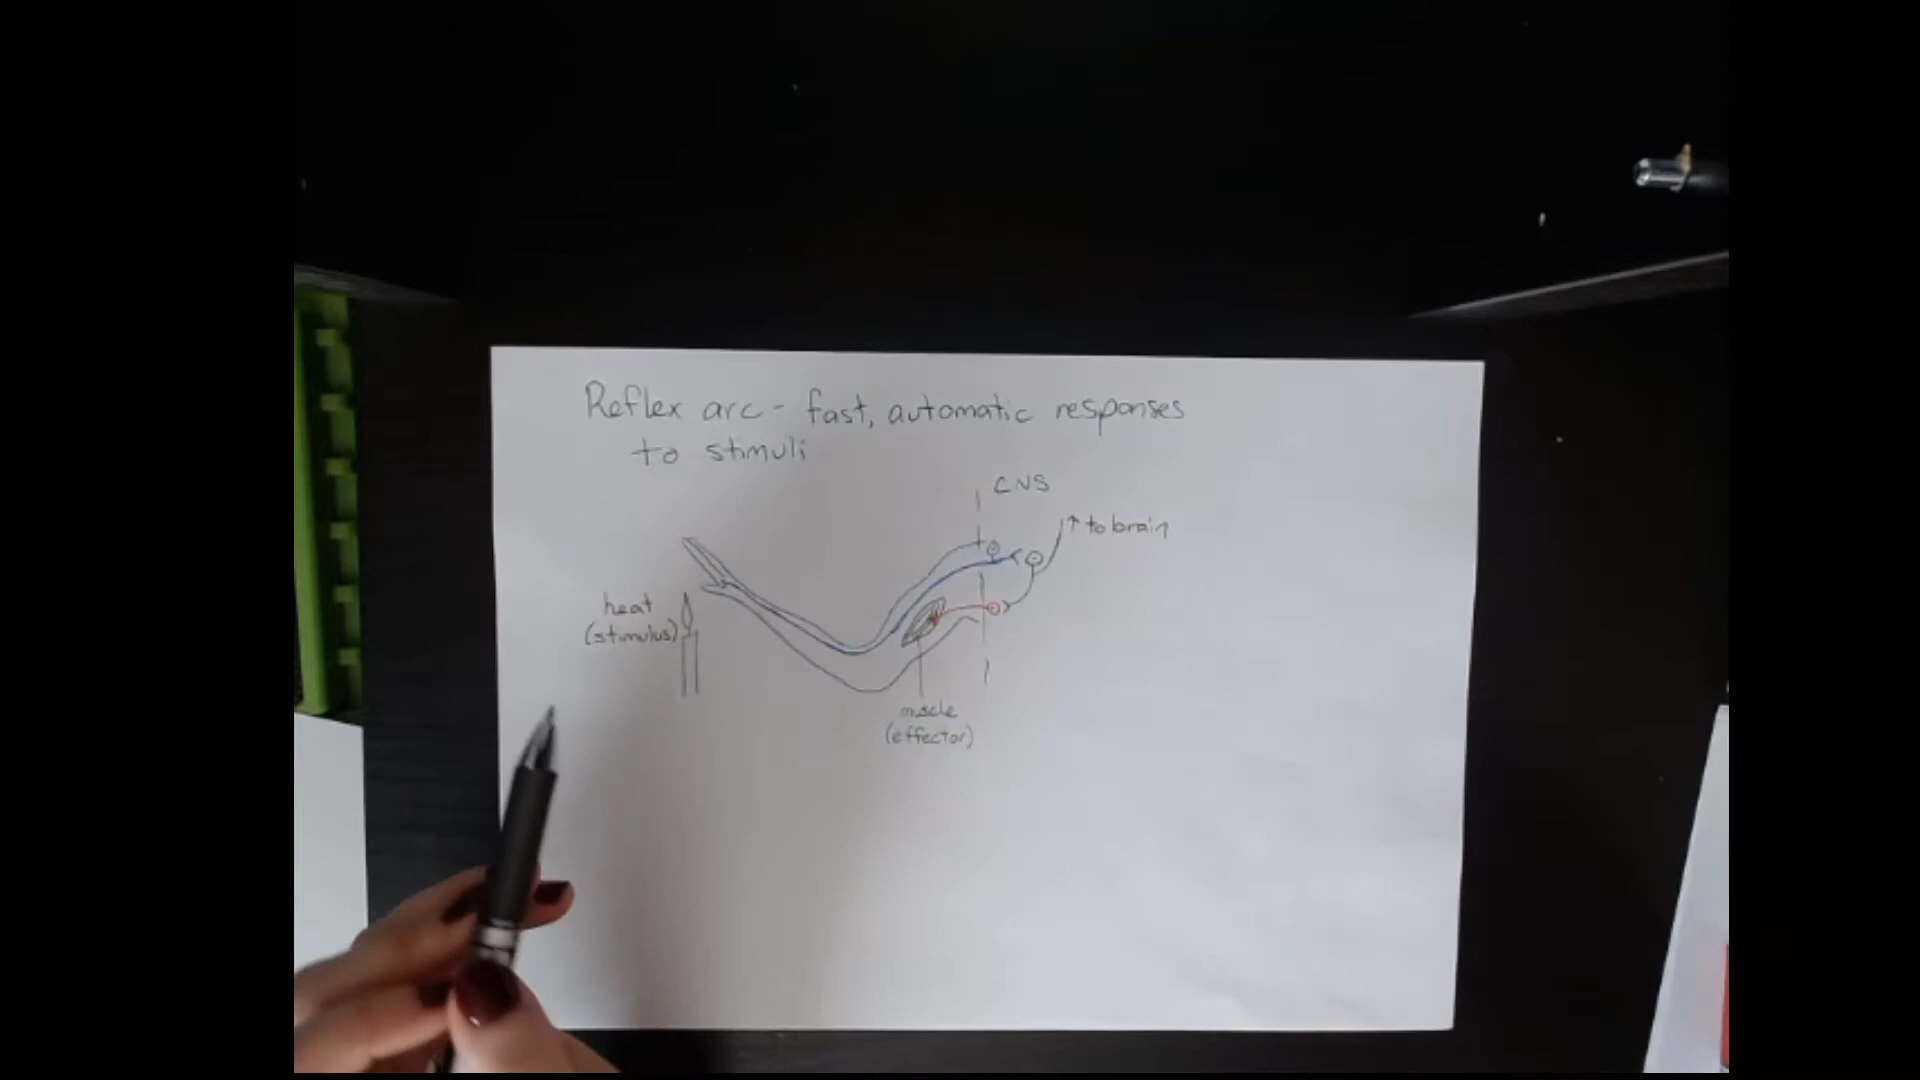 Reflex arc - fast, automatic responses
to stimuli
CNS
↑ to brain
heat
(stimulus)
muscle
(effector)